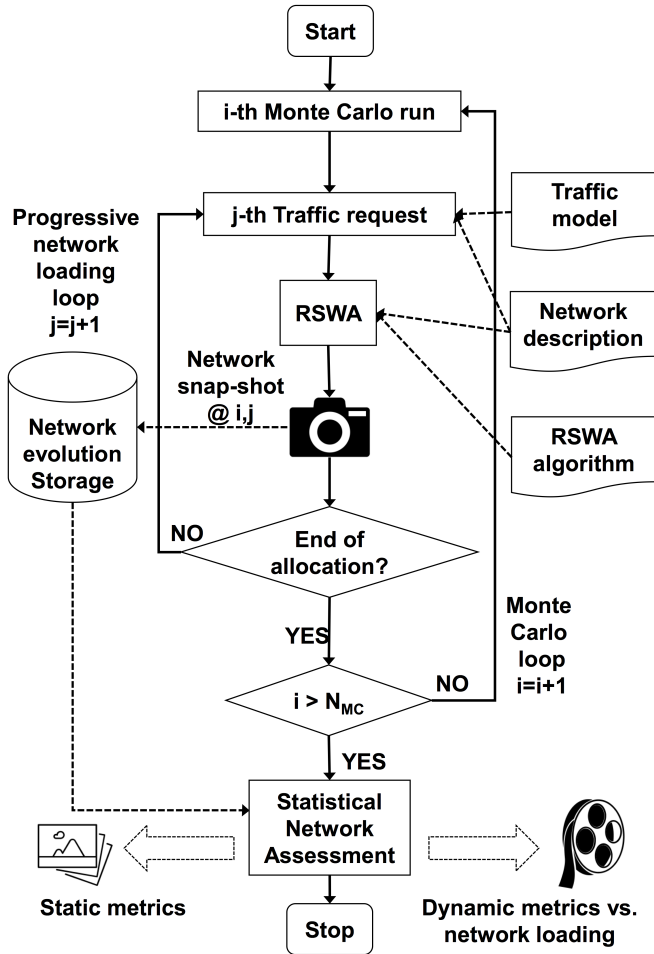 Start
i-th Monte Carlo run
j-th Traffic request
Traffic
model
Progressive
network
loading
loop
j=j+1
RSWA
Network
description
Network
snap-shot
@ i,j
Network
evolution
Storage
RSWA
algorithm
NO
End of
allocation?
YES
Monte
Carlo
loop
i=i+1
i > N_MC
NO
YES
Statistical
Network
Assessment
Static metrics
Dynamic metrics vs.
network loading
Stop